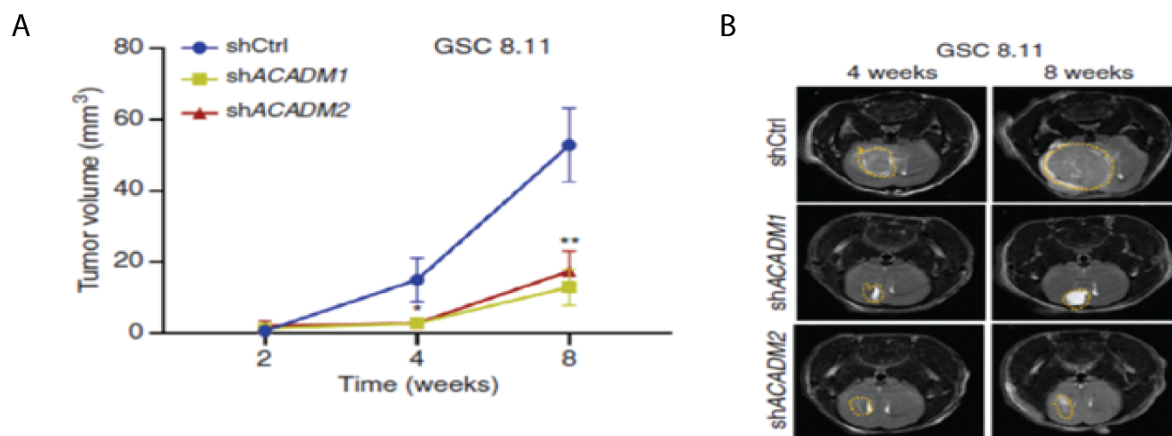 A
GSC 8.11
shCtrl
shACADM1
shACADM2
Tumor volume (mm³)
80
60
40
20
0
*
**
2 4 8
Time (weeks)
B
GSC 8.11
4 weeks 8 weeks
shCtrl
shACADM1
shACADM2